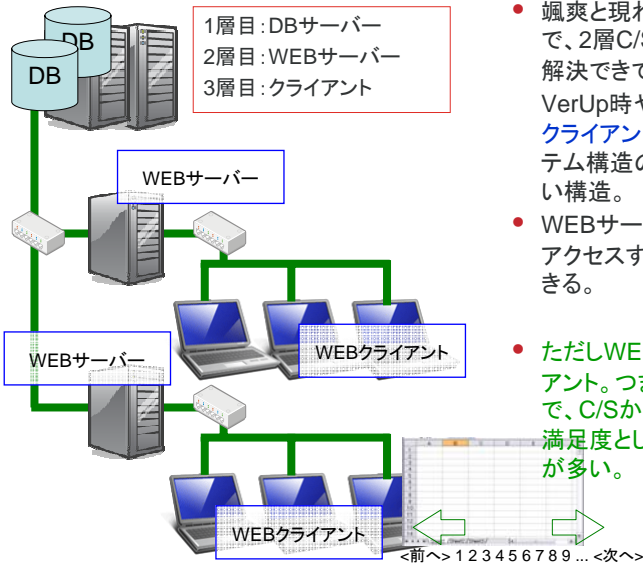 DB
DB
1層目：DBサーバー
2層目：WEBサーバー
3層目：クライアント
WEBサーバー
WEBクライアント
WEBサーバー
WEBクライアント
<前へ> 1 2 3 4 5 6 7 8 9 ... <次へ>
• 颯爽と現れ
で、2層C/S
解決できて
VerUp時や
クライアン
テム構造の
い構造。
• WEBサー
アクセスす
きる。
• ただしWE
アント。つま
で、C/Sか
満足度とし
が多い。